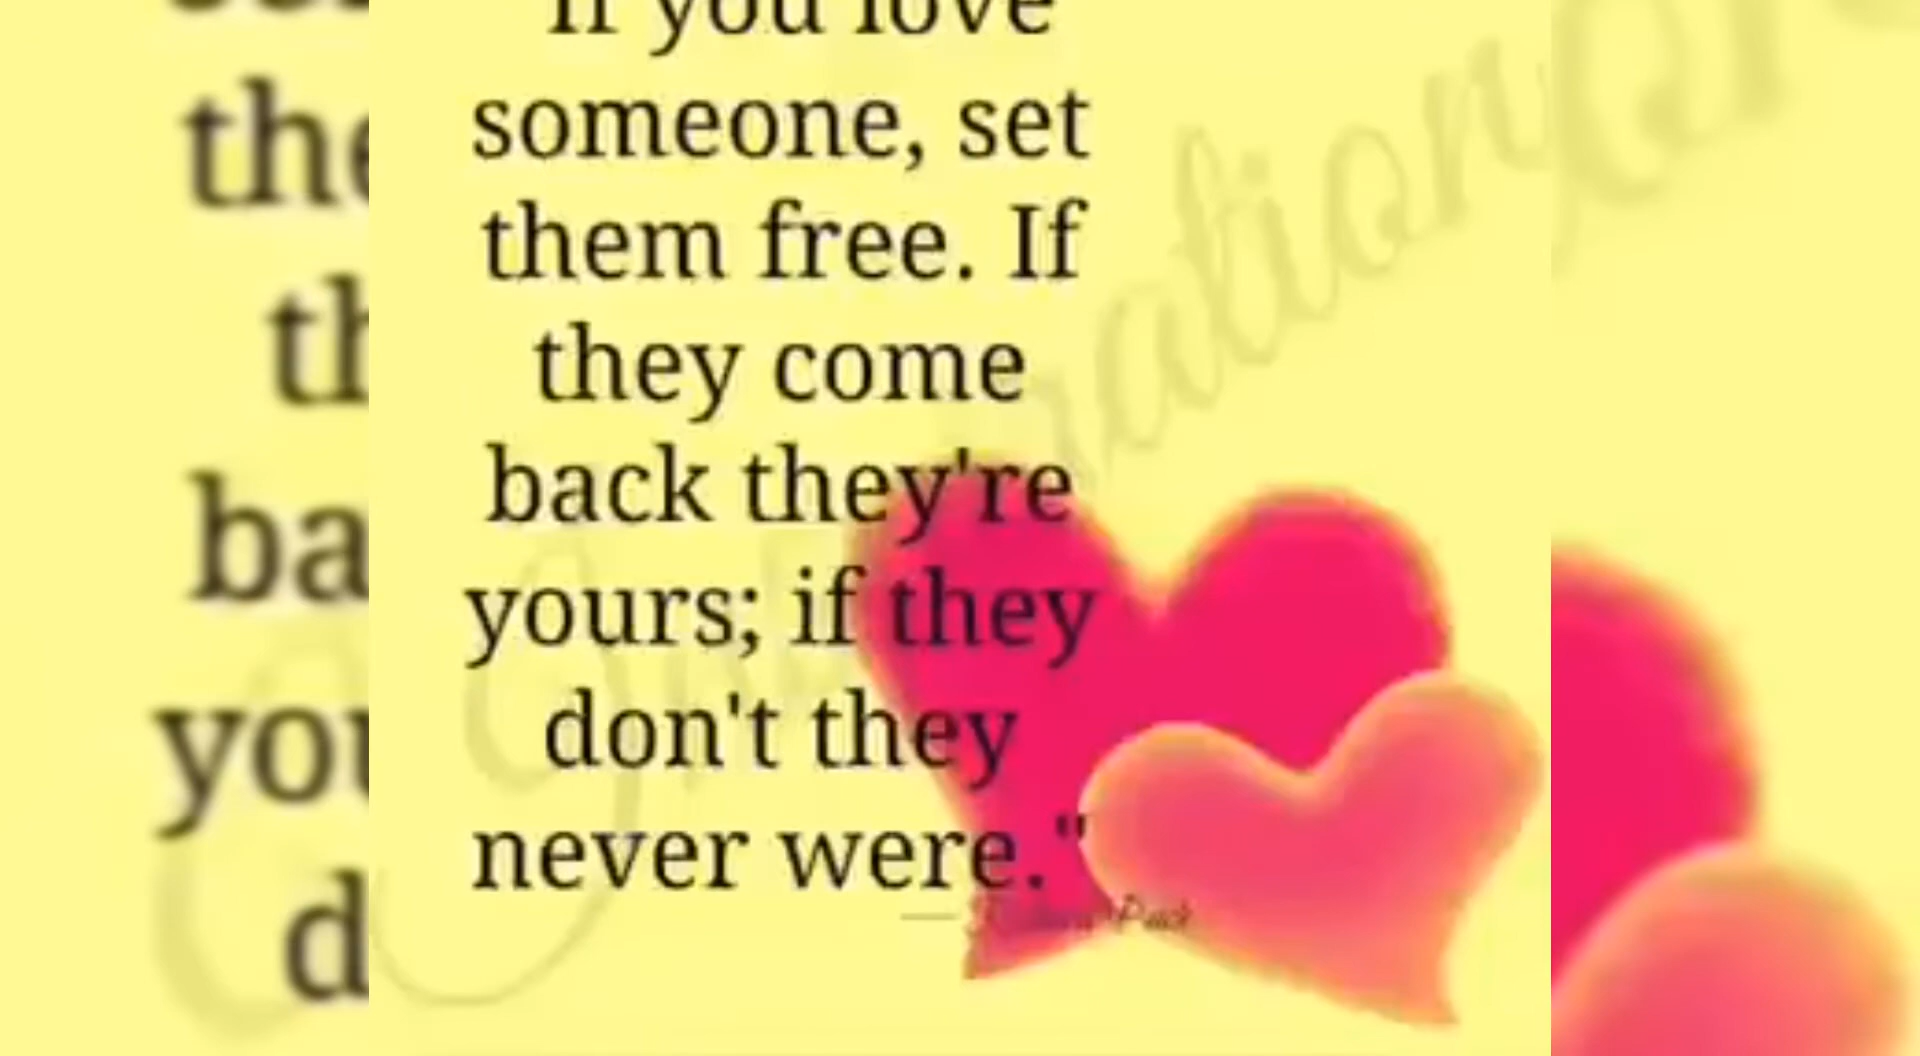 "If you love
someone, set
them free. If
they come
back they're
yours; if they
don't they
never were."